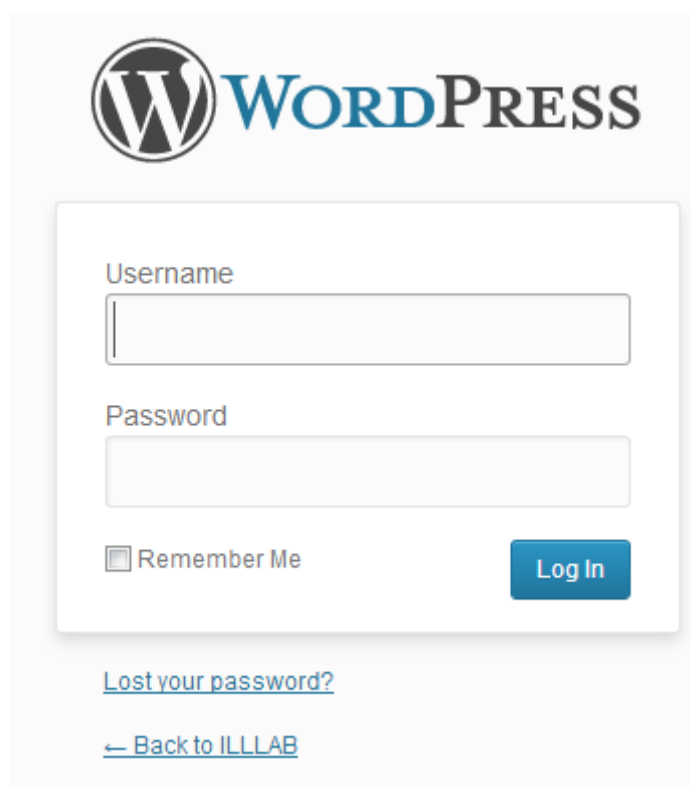 WORDPRESS
Username
Password
Remember Me
Log In
Lost your password?
← Back to ILLLAB